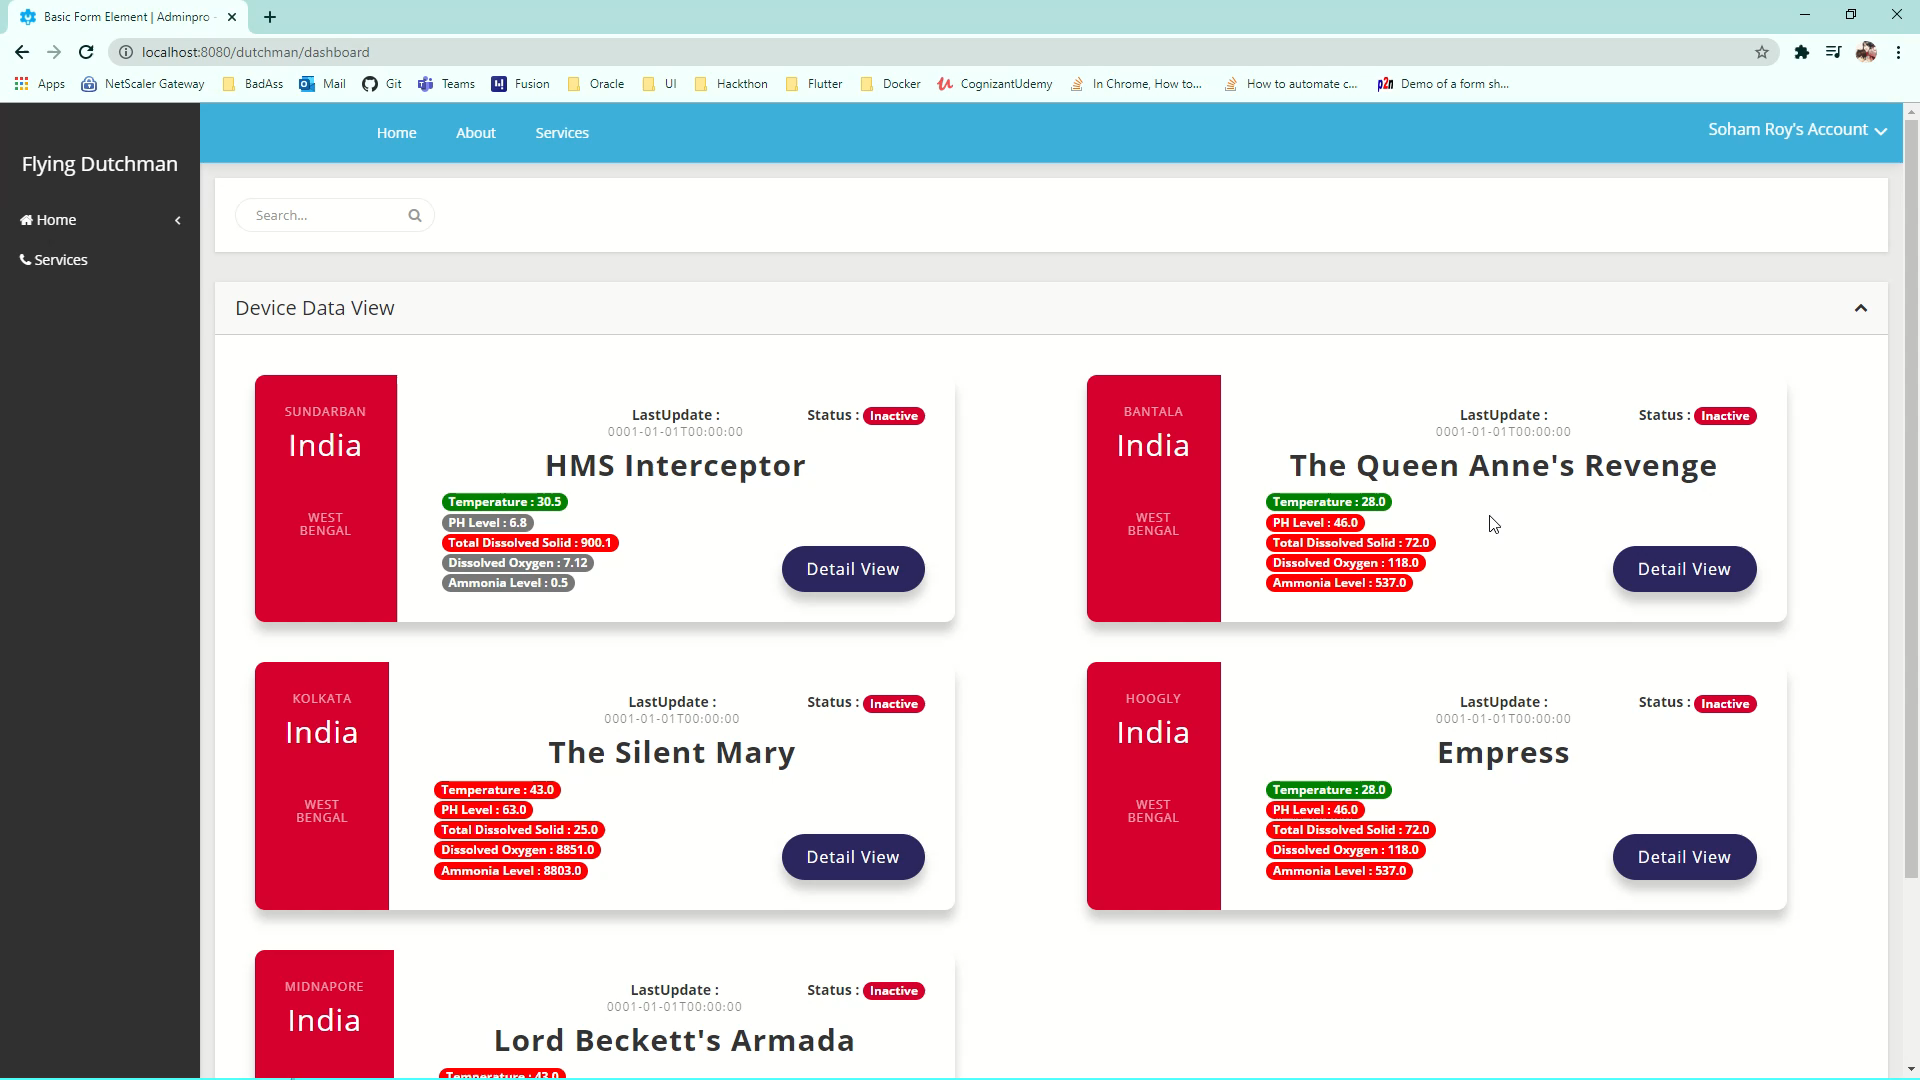 Basic Form Element | Adminpro -
localhost:8080/dutchman/dashboard
Apps NetScaler Gateway BadAss Mail Git Teams Fusion Oracle UI Hackthon Flutter Docker CognizantUdemy In Chrome, How to... How to automate c... p2n Demo of a form sh...
Flying Dutchman
Home
Services
Home About Services
Soham Roy's Account
Search...
Device Data View
SUNDARBAN
India
WEST
BENGAL
LastUpdate :
0001-01-01T00:00:00
Status : Inactive
HMS Interceptor
Temperature : 30.5
PH Level : 6.8
Total Dissolved Solid : 900.1
Dissolved Oxygen : 7.12
Ammonia Level : 0.5
Detail View
BANTALA
India
WEST
BENGAL
LastUpdate :
0001-01-01T00:00:00
Status : Inactive
The Queen Anne's Revenge
Temperature : 28.0
PH Level : 46.0
Total Dissolved Solid : 72.0
Dissolved Oxygen : 118.0
Ammonia Level : 537.0
Detail View
KOLKATA
India
WEST
BENGAL
LastUpdate :
0001-01-01T00:00:00
Status : Inactive
The Silent Mary
Temperature : 43.0
PH Level : 63.0
Total Dissolved Solid : 25.0
Dissolved Oxygen : 8851.0
Ammonia Level : 8803.0
Detail View
HOOGLY
India
WEST
BENGAL
LastUpdate :
0001-01-01T00:00:00
Status : Inactive
Empress
Temperature : 28.0
PH Level : 46.0
Total Dissolved Solid : 72.0
Dissolved Oxygen : 118.0
Ammonia Level : 537.0
Detail View
MIDNAPORE
India
LastUpdate :
0001-01-01T00:00:00
Status : Inactive
Lord Beckett's Armada
Temperature : 43.0